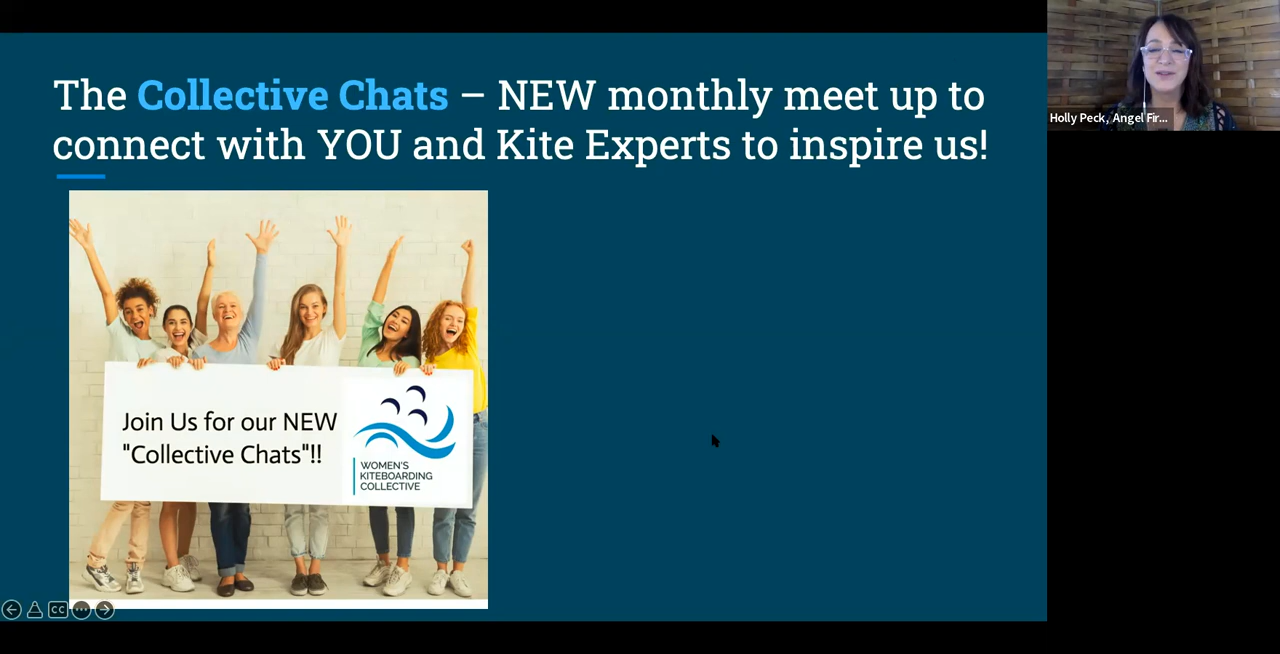 The Collective Chats – NEW monthly meet up to
connect with YOU and Kite Experts to inspire us!
Holly Peck, Angel Fir...
Join Us for our NEW
"Collective Chats"!!
WOMEN'S
KITEBOARDING
COLLECTIVE
CC